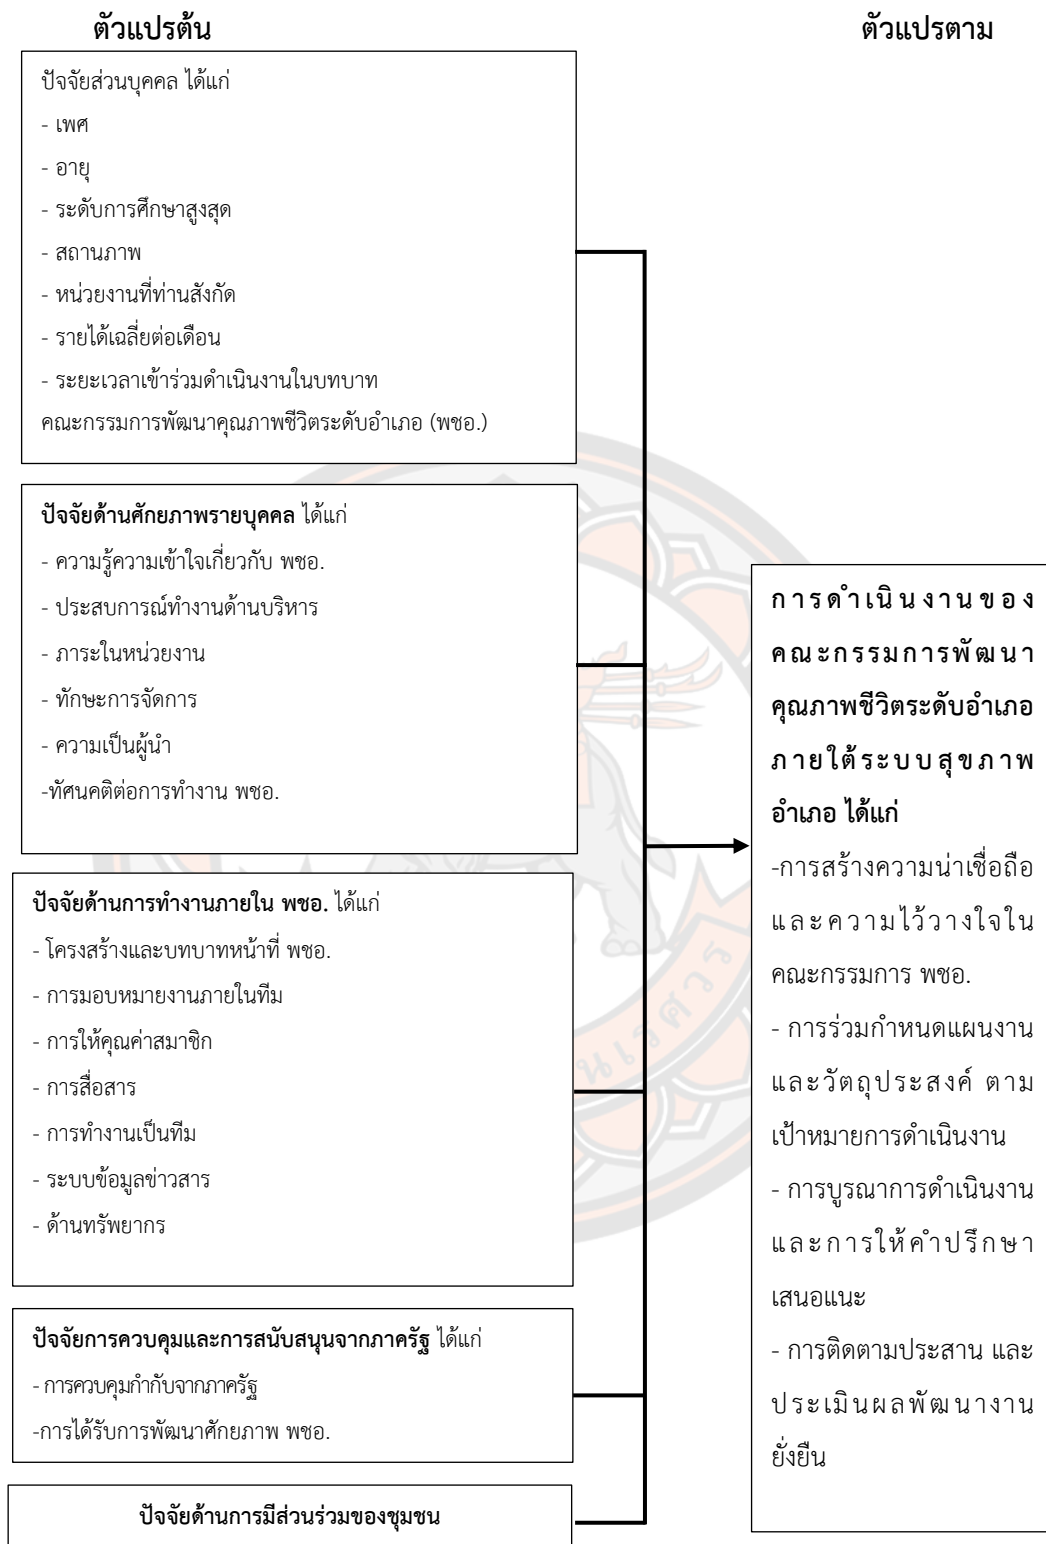 ตัวแปรต้น
ตัวแปรตาม
ปัจจัยส่วนบุคคล ได้แก่
- เพศ
- อายุ
- ระดับการศึกษาสูงสุด
- สถานภาพ
- หน่วยงานที่ท่านสังกัด
- รายได้เฉลี่ยต่อเดือน
- ระยะเวลาเข้าร่วมดำเนินงานในบทบาท
คณะกรรมการพัฒนาคุณภาพชีวิตระดับอำเภอ (พชอ.)
ปัจจัยด้านศักยภาพรายบุคคล ได้แก่
- ความรู้ความเข้าใจเกี่ยวกับ พชอ.
- ประสบการณ์ทำงานด้านบริหาร
- ภาระในหน่วยงาน
- ทักษะการจัดการ
- ความเป็นผู้นำ
-ทัศนคติต่อการทำงาน พชอ.
ปัจจัยด้านการทำงานภายใน พชอ. ได้แก่
- โครงสร้างและบทบาทหน้าที่ พชอ.
- การมอบหมายงานภายในทีม
- การให้คุณค่าสมาชิก
- การสื่อสาร
- การทำงานเป็นทีม
- ระบบข้อมูลข่าวสาร
- ด้านทรัพยากร
ปัจจัยการควบคุมและการสนับสนุนจากภาครัฐ ได้แก่
- การควบคุมกำกับจากภาครัฐ
-การได้รับการพัฒนาศักยภาพ พชอ.
ปัจจัยด้านการมีส่วนร่วมของชุมชน
การดำเนินงานของ
คณะกรรมการพัฒนา
คุณภาพชีวิตระดับอำเภอ
ภายใต้ระบบสุขภาพ
อำเภอ ได้แก่
-การสร้างความน่าเชื่อถือ
และความไว้วางใจใน
คณะกรรมการ พชอ.
- การร่วมกำหนดแผนงาน
และวัตถุประสงค์ ตาม
เป้าหมายการดำเนินงาน
- การบูรณาการดำเนินงาน
และการให้คำปรึกษา
เสนอแนะ
- การติดตามประสาน และ
ประเมินผลพัฒนางาน
ยั่งยืน
นเรศวร